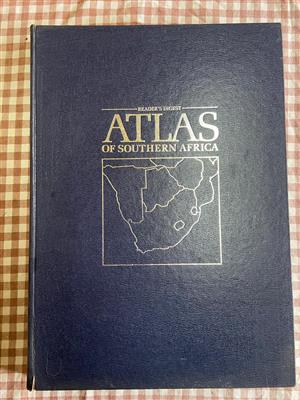 READER'S DIGEST
ATLAS
OF SOUTHERN AFRICA